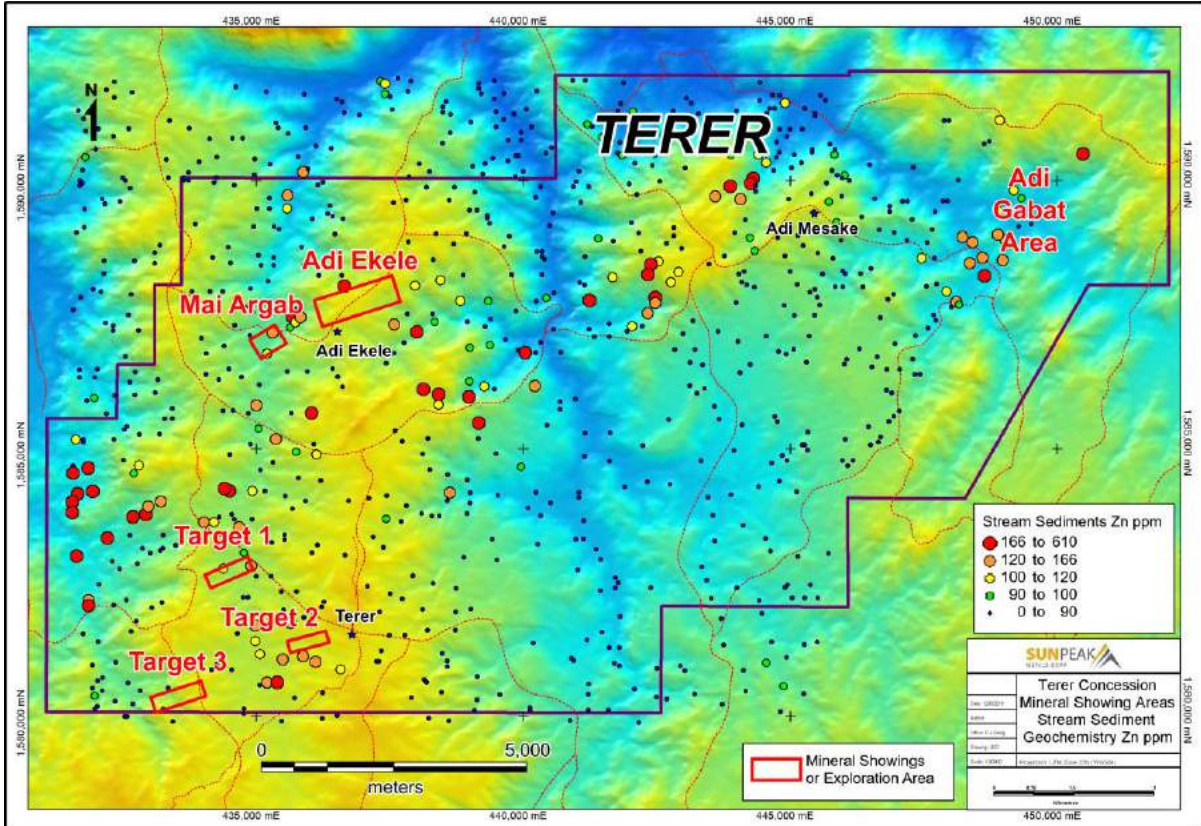 435,000 mE
440,000 mE
445,000 mE
450,000 mE
N
TERER
1,590,000 mN
1,590,000 mN
Adi
Gabat
Area
Adi Mesake
Adi Ekele
Mai Argab
Adi Ekele
1,585,000 mN
1,585,000 mN
Target 1
Target 2
Terer
Target 3
Stream Sediments Zn ppm
166 to 610
120 to 166
100 to 120
90 to 100
0 to 90
SUNPEAK
METALS CORP
Terer Concession
Mineral Showing Areas
Stream Sediment
Geochemistry Zn ppm
1,580,000 mN
1,580,000 mN
0
5,000
meters
Mineral Showings
or Exploration Area
435,000 mE
440,000 mE
445,000 mE
450,000 mE